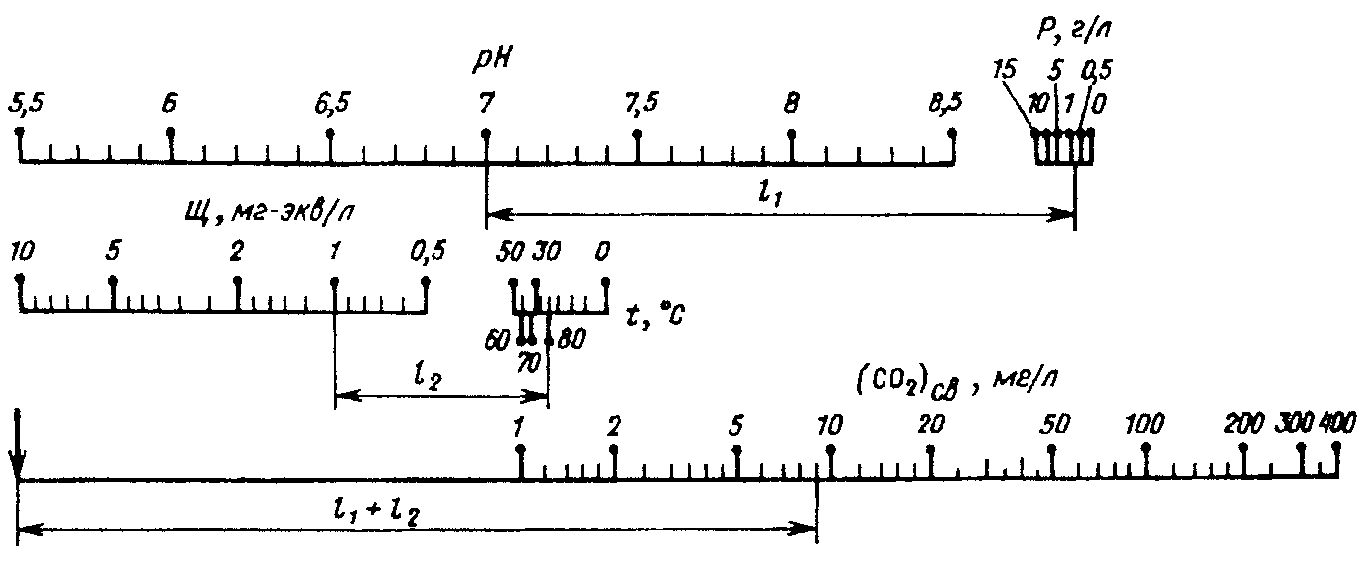 P, г/л
pH
15 5 0,5
10 1 0
5,5 6 6,5 7 7,5 8 8,5
l₁
Щ, мг-экв/л
10 5 2 1 0,5 50 30 0
t, °C
60 70 80
l₂
(CO₂)св, мг/л
1 2 5 10 20 50 100 200 300 400
l₁ + l₂